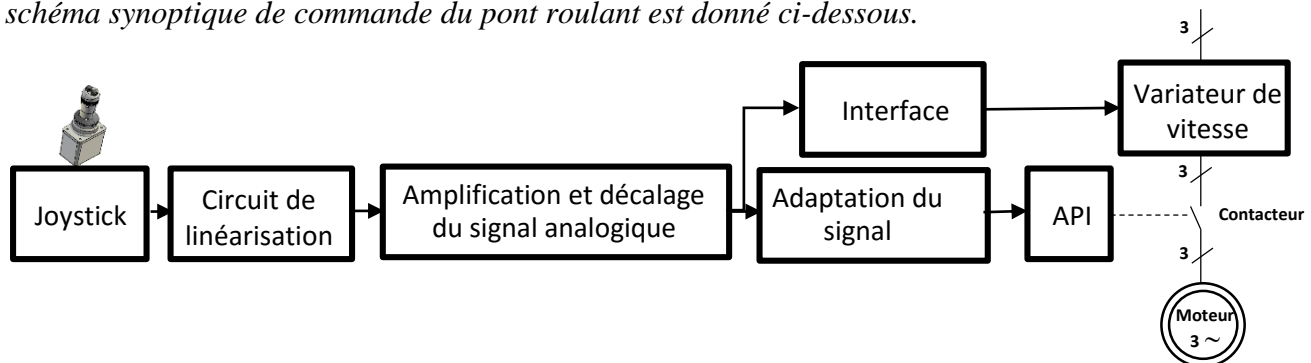 schéma synoptique de commande du pont roulant est donné ci-dessous.
3
Interface
Variateur de
vitesse
Joystick
Circuit de
linéarisation
Amplification et décalage
du signal analogique
Adaptation du
signal
API
3
Contacteur
3
Moteur
3 ~